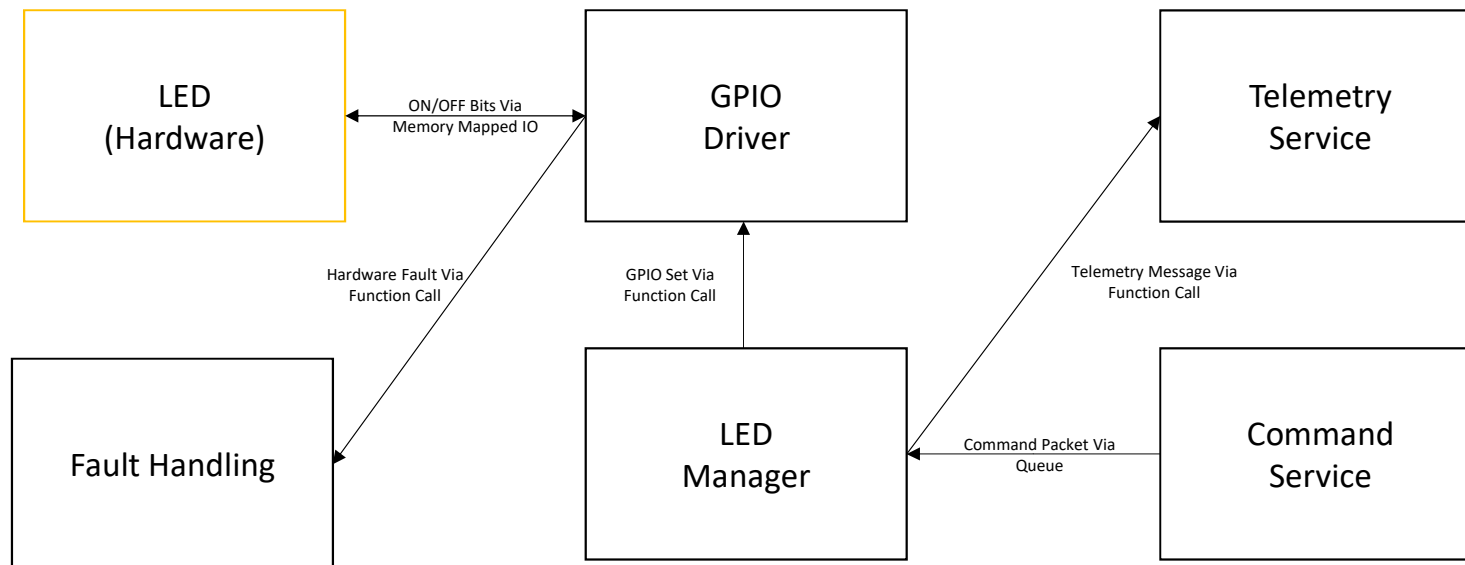 LED
(Hardware)
ON/OFF Bits Via
Memory Mapped IO
GPIO
Driver
Telemetry
Service
Hardware Fault Via
Function Call
GPIO Set Via
Function Call
Telemetry Message Via
Function Call
Fault Handling
LED
Manager
Command Packet Via
Queue
Command
Service